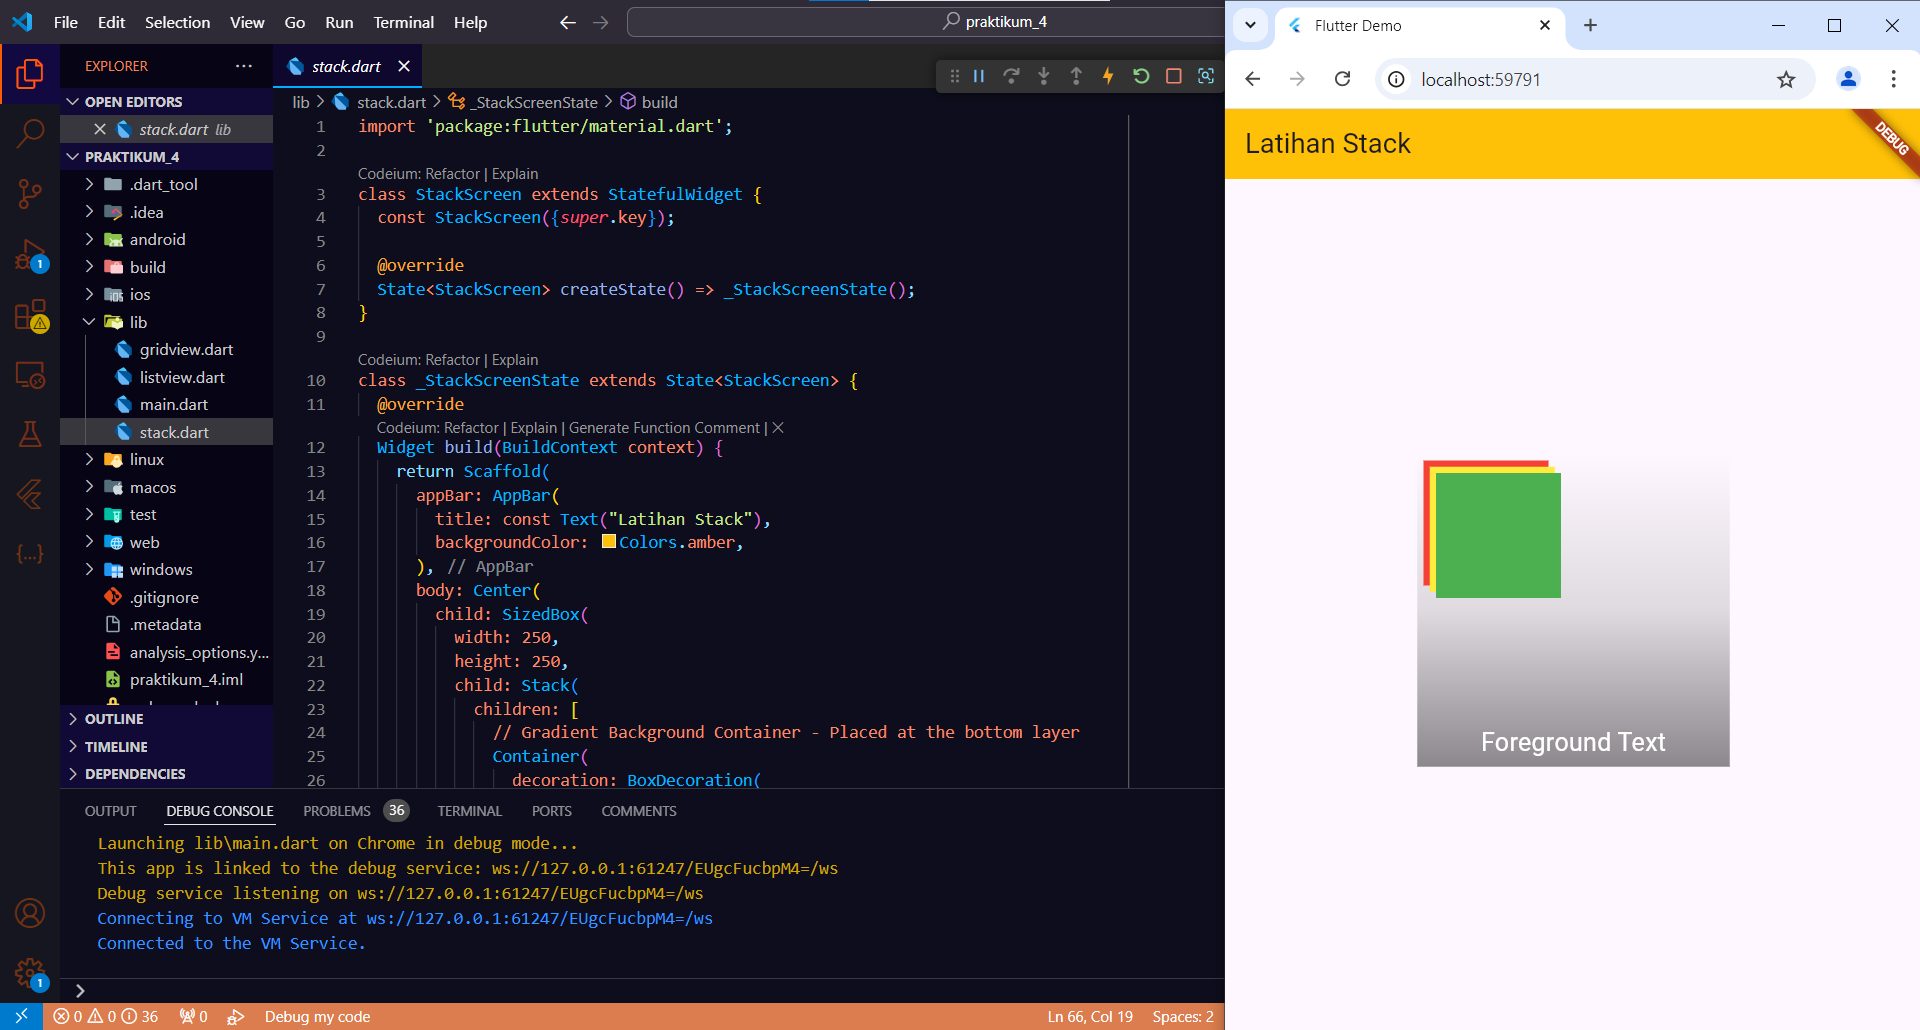 File Edit Selection View Go Run Terminal Help
praktikum_4
EXPLORER
OPEN EDITORS
stack.dart lib
PRAKTIKUM_4
.dart_tool
.idea
android
build
ios
lib
gridview.dart
listview.dart
main.dart
stack.dart
linux
macos
test
web
windows
.gitignore
.metadata
analysis_options.y...
praktikum_4.iml
OUTLINE
TIMELINE
DEPENDENCIES
stack.dart
lib > stack.dart > _StackScreenState > build
1 import 'package:flutter/material.dart';
2
Codeium: Refactor | Explain
3 class StackScreen extends StatefulWidget {
4 const StackScreen({super.key});
5
6 @override
7 State<StackScreen> createState() => _StackScreenState();
8 }
9
Codeium: Refactor | Explain
10 class _StackScreenState extends State<StackScreen> {
11 @override
Codeium: Refactor | Explain | Generate Function Comment | X
12 Widget build(BuildContext context) {
13 return Scaffold(
14 appBar: AppBar(
15 title: const Text("Latihan Stack"),
16 backgroundColor: Colors.amber,
17 ), // AppBar
18 body: Center(
19 child: SizedBox(
20 width: 250,
21 height: 250,
22 child: Stack(
23 children: [
24 // Gradient Background Container - Placed at the bottom layer
25 Container(
26 decoration: BoxDecoration(
OUTPUT DEBUG CONSOLE PROBLEMS 36 TERMINAL PORTS COMMENTS
Launching lib\main.dart on Chrome in debug mode...
This app is linked to the debug service: ws://127.0.0.1:61247/EUgcFucbpM4=/ws
Debug service listening on ws://127.0.0.1:61247/EUgcFucbpM4=/ws
Connecting to VM Service at ws://127.0.0.1:61247/EUgcFucbpM4=/ws
Connected to the VM Service.
1
1
0 0 36 0 Debug my code Ln 66, Col 19 Spaces: 2
Flutter Demo
localhost:59791
Latihan Stack
DEBUG
Foreground Text